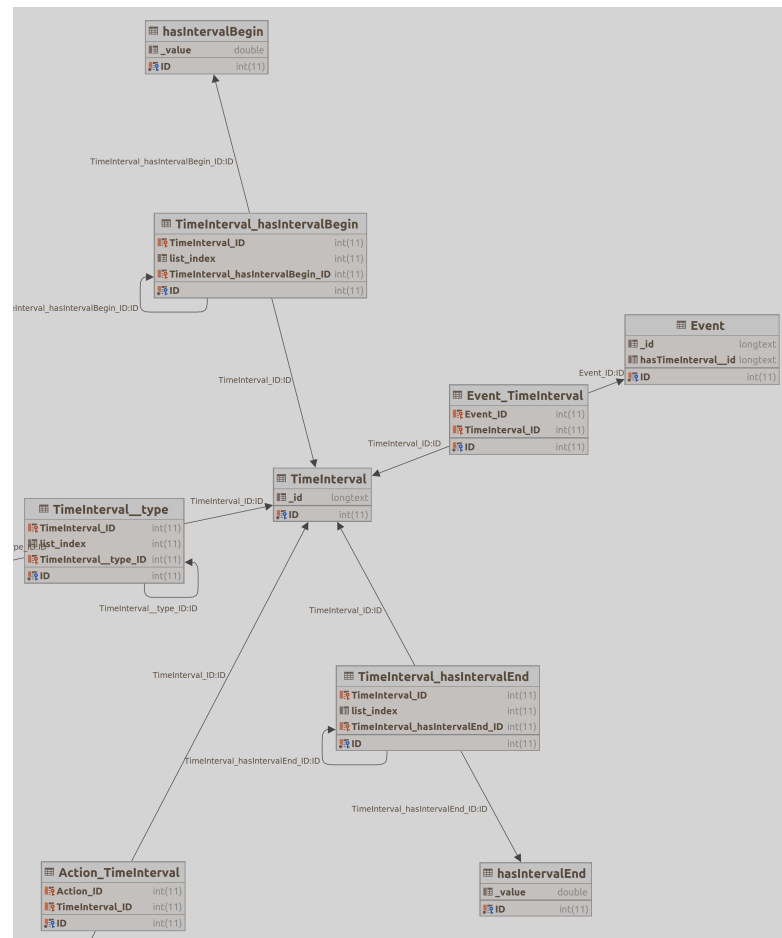 hasIntervalBegin
_value double
ID int(11)
TimeInterval_hasIntervalBegin_ID:ID
TimeInterval_hasIntervalBegin
TimeInterval_ID int(11)
list_index int(11)
TimeInterval_hasIntervalBegin_ID int(11)
ID int(11)
eInterval_hasIntervalBegin_ID:ID
Event
_id longtext
hasTimeInterval__id longtext
ID int(11)
Event_ID:ID
TimeInterval_ID:ID
Event_TimeInterval
Event_ID int(11)
TimeInterval_ID int(11)
ID int(11)
TimeInterval_ID:ID
TimeInterval
_id longtext
ID int(11)
TimeInterval_ID:ID
TimeInterval__type
TimeInterval_ID int(11)
list_index int(11)
TimeInterval__type_ID int(11)
ID int(11)
TimeInterval__type_ID:ID
TimeInterval_ID:ID
TimeInterval_ID:ID
TimeInterval_hasIntervalEnd
TimeInterval_ID int(11)
list_index int(11)
TimeInterval_hasIntervalEnd_ID int(11)
ID int(11)
TimeInterval_hasIntervalEnd_ID:ID
TimeInterval_hasIntervalEnd_ID:ID
Action_TimeInterval
Action_ID int(11)
TimeInterval_ID int(11)
ID int(11)
hasIntervalEnd
_value double
ID int(11)